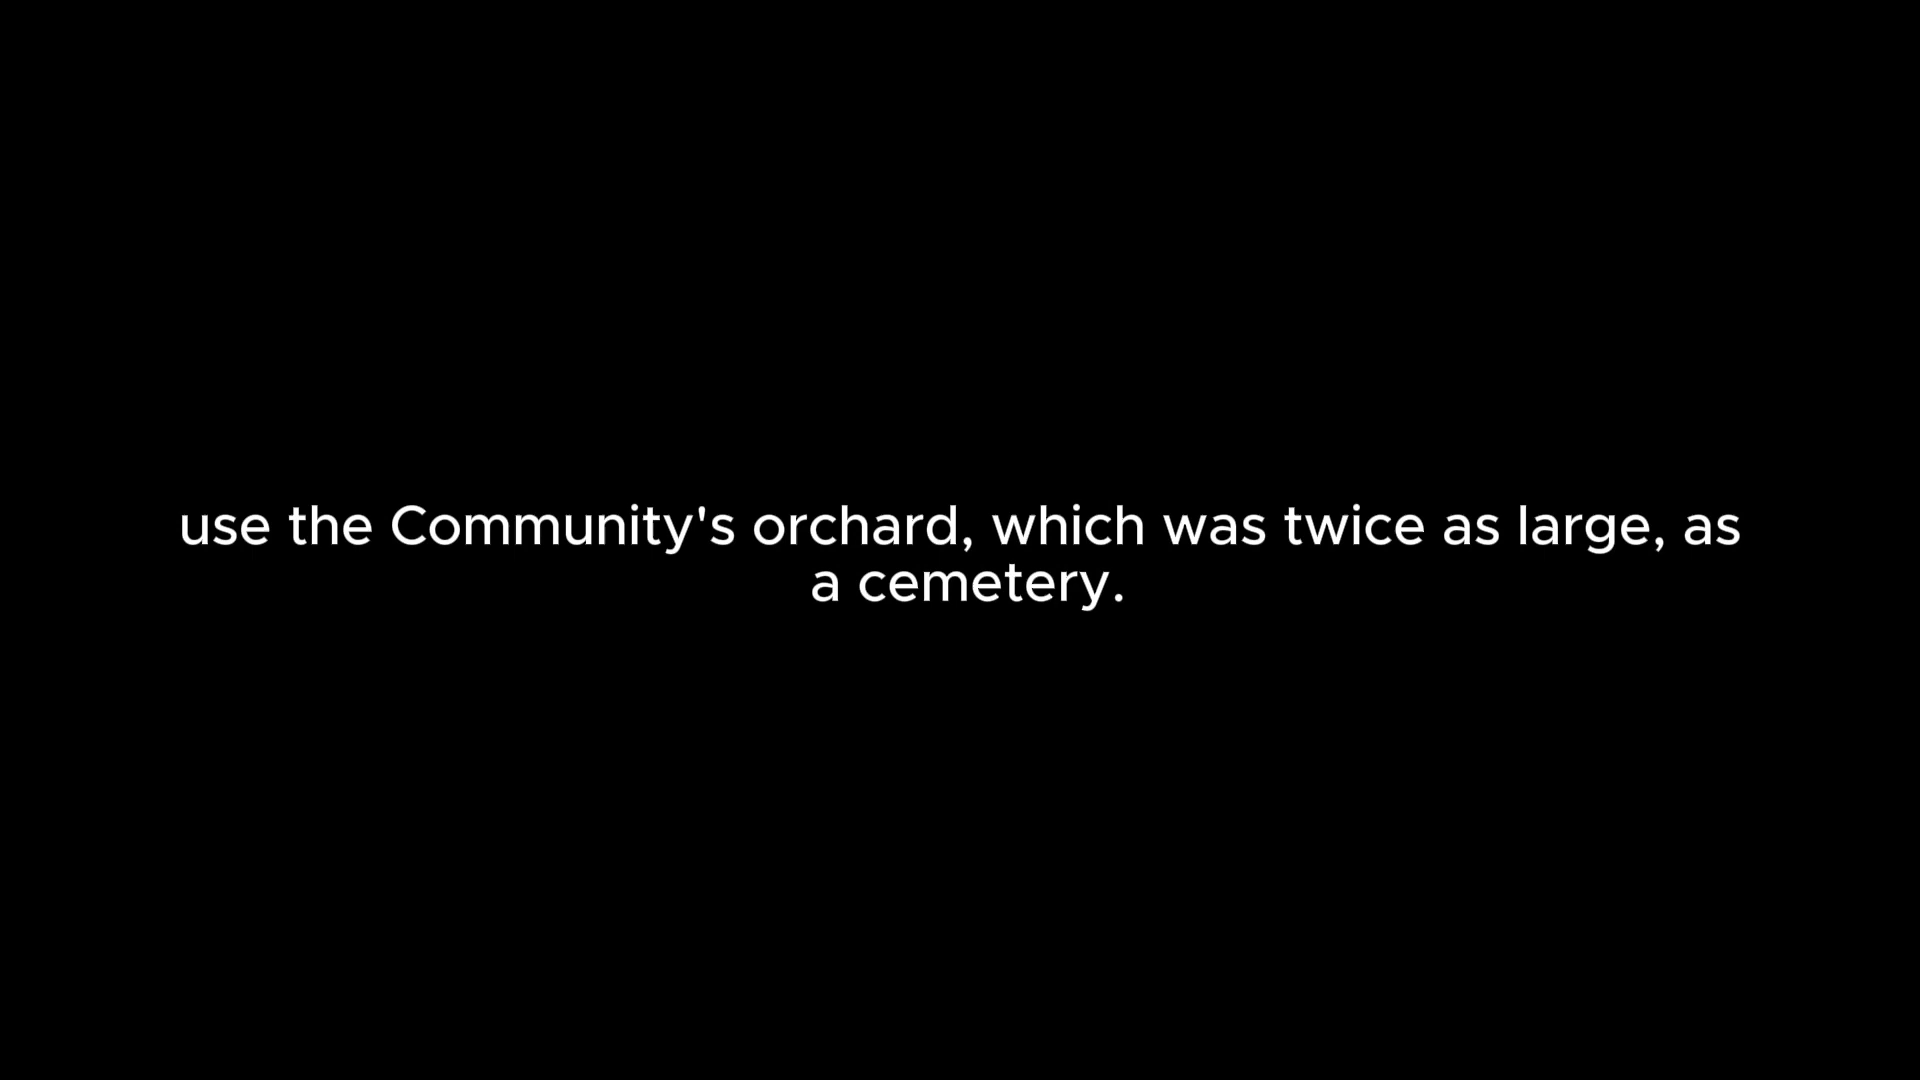 use the Community's orchard, which was twice as large, as
a cemetery.